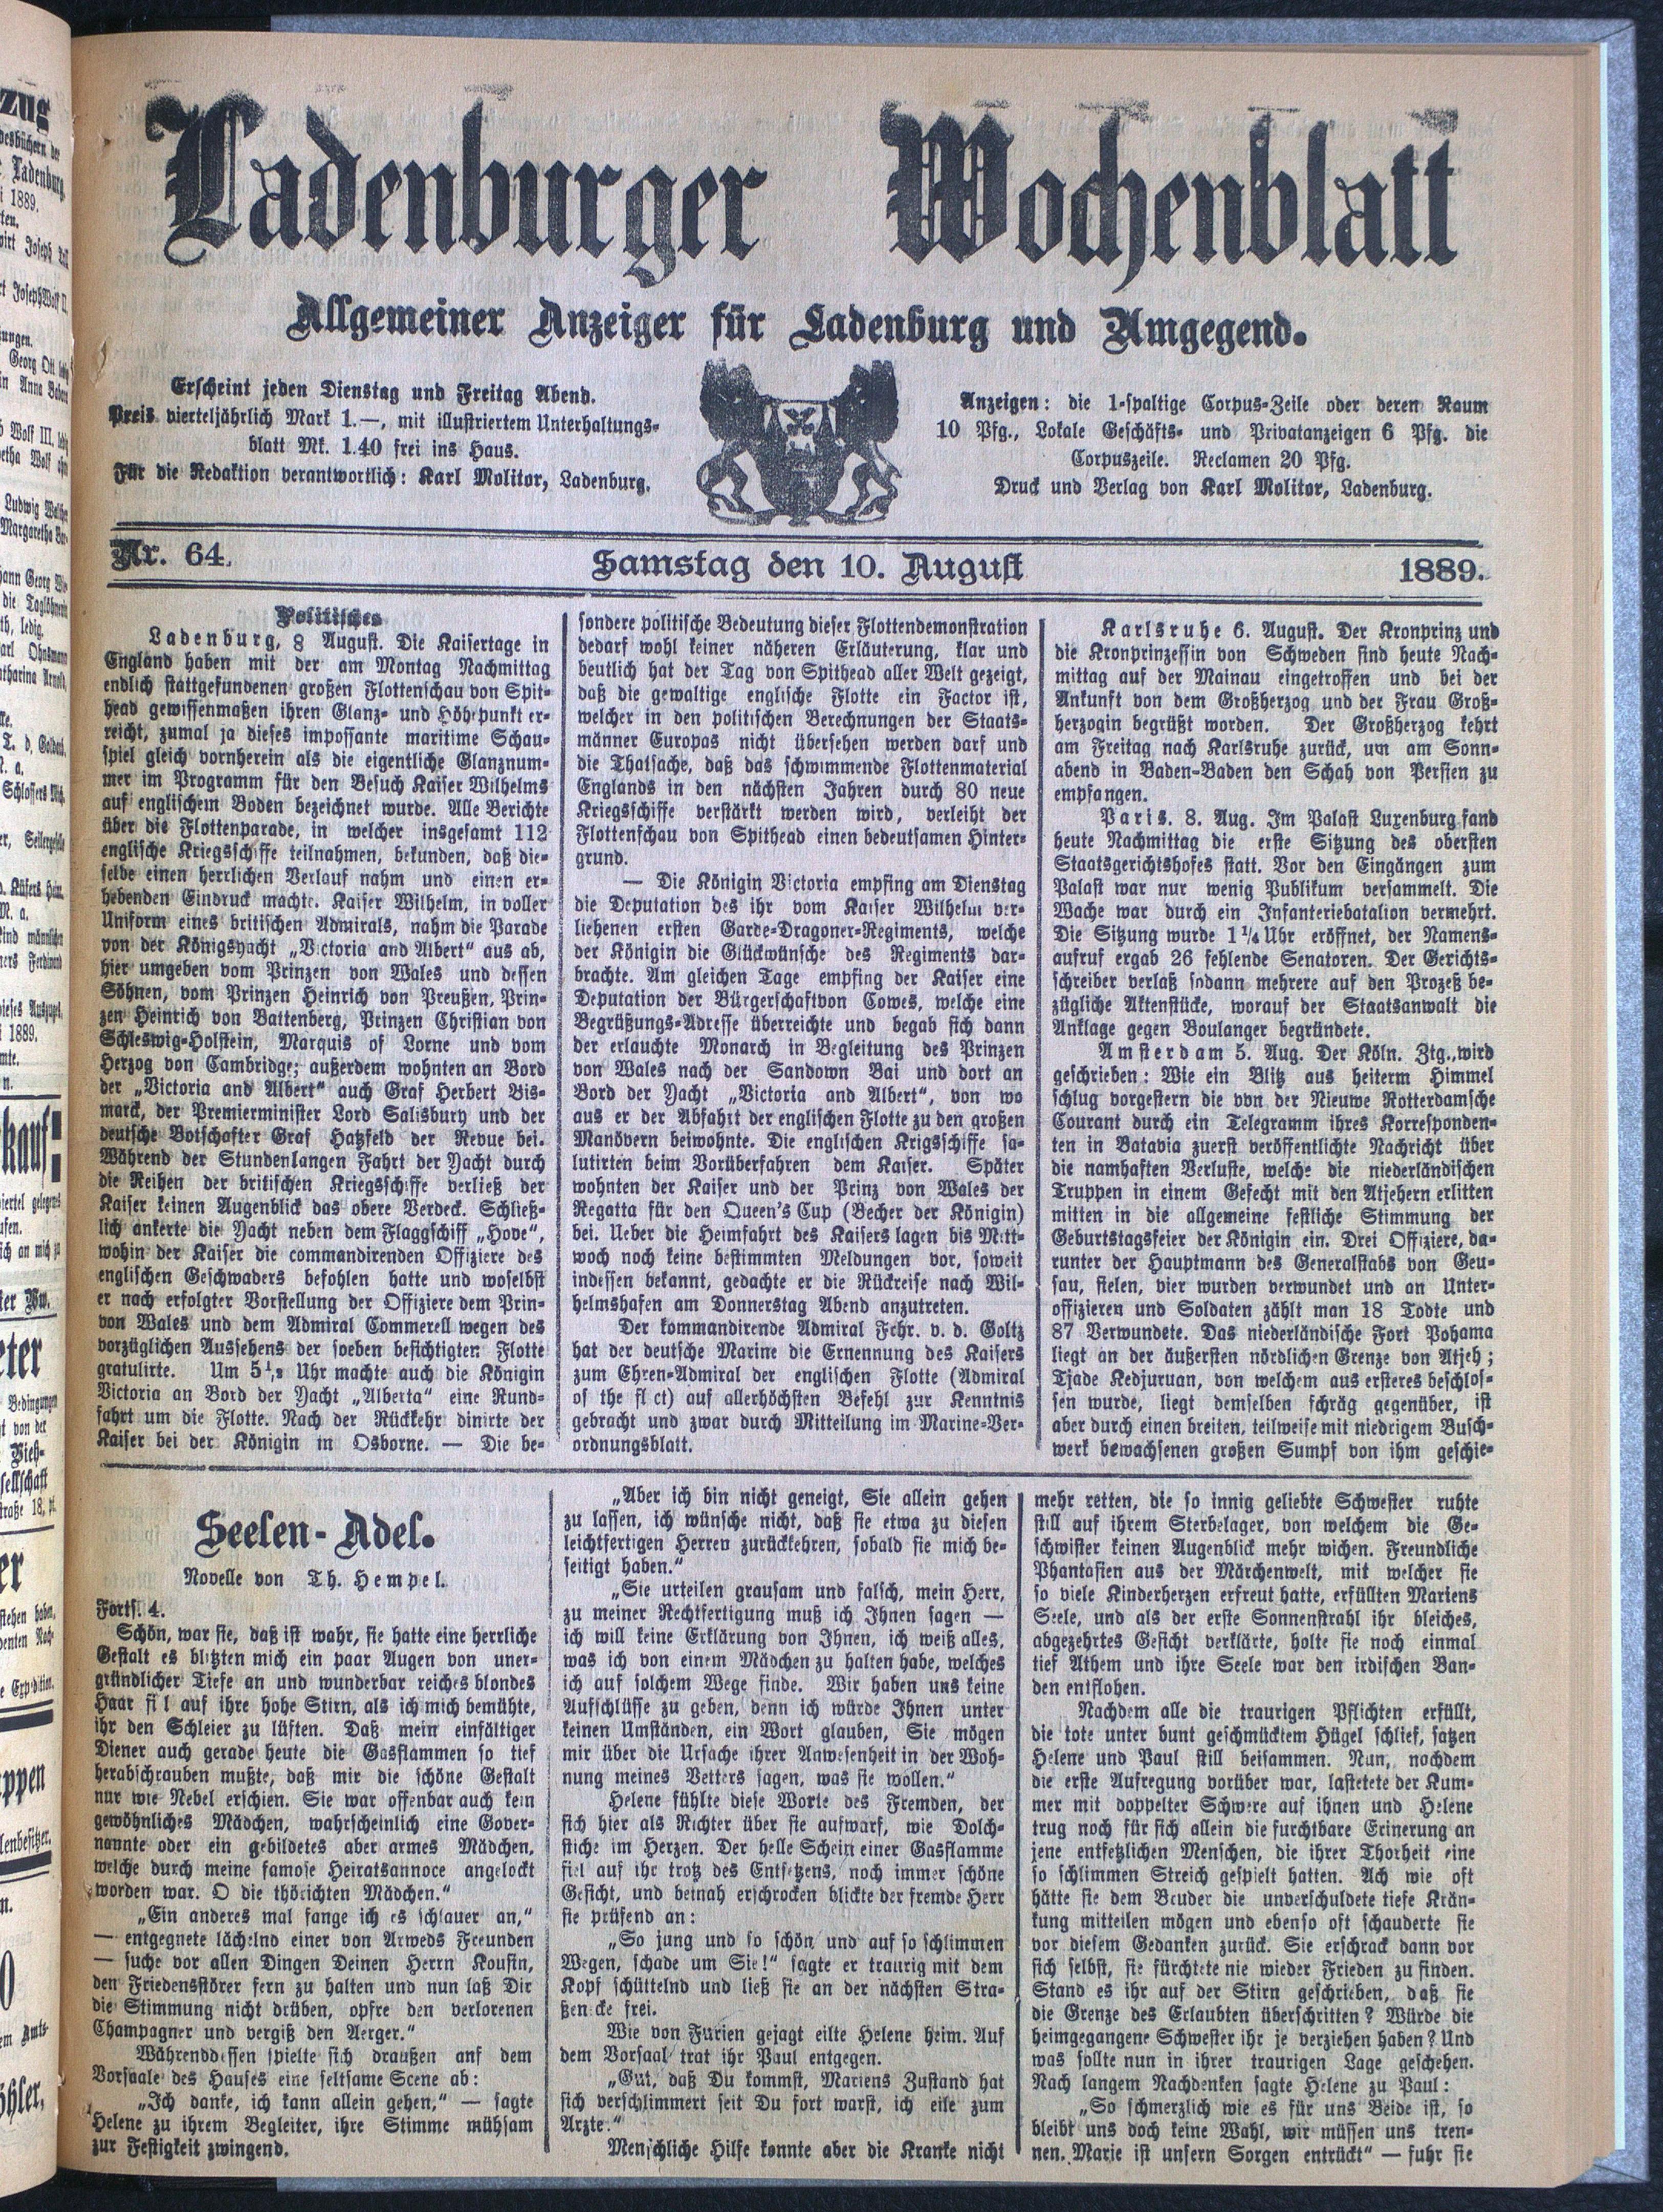 Ladenburger Wochenblatt
Allgemeiner Anzeiger für Ladenburg und Umgegend.
Erscheint jeden Dienstag und Freitag Abend.
Preis vierteljährlich Mark 1.—, mit illustriertem Unterhaltungs-
blatt Mk. 1.40 frei ins Haus.
Für die Redaktion verantwortlich: Karl Molitor, Ladenburg.
Anzeigen: die 1-spaltige Corpus-Zeile oder deren Raum
10 Pfg., Lokale Geschäfts- und Privatanzeigen 6 Pfg. die
Corpuszeile. Reclamen 20 Pfg.
Druck und Verlag von Karl Molitor, Ladenburg.
Nr. 64.
Samstag den 10. August
1889.
Politisches
Ladenburg, 8 August. Die Kaisertage in
England haben mit der am Montag Nachmittag
endlich stattgefundenen großen Flottenschau von Spit-
head gewissenmaßen ihren Glanz- und Höhepunkt er-
reicht, zumal ja dieses impossante maritime Schau-
spiel gleich vornherein als die eigentliche Glanznum-
mer im Programm für den Besuch Kaiser Wilhelms
auf englischem Boden bezeichnet wurde. Alle Berichte
über die Flottenparade, in welcher insgesamt 112
englische Kriegsschiffe teilnahmen, bekunden, daß die-
selbe einen herrlichen Verlauf nahm und einen er-
hebenden Eindruck machte. Kaiser Wilhelm, in voller
Uniform eines britischen Admirals, nahm die Parade
von der Königsyacht „Victoria and Albert“ aus ab,
hier umgeben vom Prinzen von Wales und dessen
Söhnen, vom Prinzen Heinrich von Preußen, Prin-
zen Heinrich von Battenberg, Prinzen Christian von
Schleswig-Holstein, Marquis of Lorne und vom
Herzog von Cambridge; außerdem wohnten an Bord
der „Victoria and Albert“ auch Graf Herbert Bis-
marck, der Premierminister Lord Salisbury und der
deutsche Botschafter Graf Hatzfeld der Revue bei.
Während der Stundenlangen Fahrt der Yacht durch
die Reihen der britischen Kriegsschiffe verließ der
Kaiser keinen Augenblick das obere Verdeck. Schließ-
lich ankerte die Yacht neben dem Flaggschiff „Hove“,
wohin der Kaiser die commandirenden Offiziere des
englischen Geschwaders befohlen hatte und woselbst
er nach erfolgter Vorstellung der Offiziere dem Prin-
von Wales und dem Admiral Commerell wegen des
vorzüglichen Aussehens der soeben besichtigten Flotte
gratulirte. Um 5½ Uhr machte auch die Königin
Victoria an Bord der Yacht „Alberta“ eine Rund-
fahrt um die Flotte. Nach der Rückkehr dinirte der
Kaiser bei der Königin in Osborne. — Die be-
sondere politische Bedeutung dieser Flottendemonstration
bedarf wohl keiner näheren Erläuterung, klar und
deutlich hat der Tag von Spithead aller Welt gezeigt,
daß die gewaltige englische Flotte ein Factor ist,
welcher in den politischen Berechnungen der Staats-
männer Europas nicht übersehen werden darf und
die Thatsache, daß das schwimmende Flottenmaterial
Englands in den nächsten Jahren durch 80 neue
Kriegsschiffe verstärkt werden wird, verleiht der
Flottenschau von Spithead einen bedeutsamen Hinter-
grund.
— Die Königin Victoria empfing am Dienstag
die Deputation des ihr vom Kaiser Wilhelm ver-
liehenen ersten Garde-Dragoner-Regiments, welche
der Königin die Glückwünsche des Regiments dar-
brachte. Am gleichen Tage empfing der Kaiser eine
Deputation der Bürgerschaftvon Cowes, welche eine
Begrüßungs-Adresse überreichte und begab sich dann
der erlauchte Monarch in Begleitung des Prinzen
von Wales nach der Sandown Bai und dort an
Bord der Yacht „Victoria and Albert“, von wo
aus er der Abfahrt der englischen Flotte zu den großen
Manövern beiwohnte. Die englischen Krigsschiffe sa-
lutirten beim Vorüberfahren dem Kaiser. Später
wohnten der Kaiser und der Prinz von Wales der
Regatta für den Queen's Cup (Becher der Königin)
bei. Ueber die Heimfahrt des Kaisers lagen bis Mitt-
woch noch keine bestimmten Meldungen vor, soweit
indessen bekannt, gedachte er die Rückreise nach Wil-
helmshafen am Donnerstag Abend anzutreten.
Der kommandirende Admiral Frhr. v. d. Goltz
hat der deutsche Marine die Ernennung des Kaisers
zum Ehren-Admiral der englischen Flotte (Admiral
of the fl ct) auf allerhöchsten Befehl zur Kenntnis
gebracht und zwar durch Mitteilung im Marine-Ver-
ordnungsblatt.
Karlsruhe 6. August. Der Kronprinz und
die Kronprinzessin von Schweden sind heute Nach-
mittag auf der Mainau eingetroffen und bei der
Ankunft von dem Großherzog und der Frau Groß-
herzogin begrüßt worden. Der Großherzog kehrt
am Freitag nach Karlsruhe zurück, um am Sonn-
abend in Baden-Baden den Schah von Persien zu
empfangen.
Paris. 8. Aug. Im Palast Luxenburg fand
heute Nachmittag die erste Sitzung des obersten
Staatsgerichtshofes statt. Vor den Eingängen zum
Palast war nur wenig Publikum versammelt. Die
Wache war durch ein Infanteriebatalion vermehrt.
Die Sitzung wurde 1¼ Uhr eröffnet, der Namens-
aufruf ergab 26 fehlende Senatoren. Der Gerichts-
schreiber verlaß sodann mehrere auf den Prozeß be-
zügliche Aktenstücke, worauf der Staatsanwalt die
Anklage gegen Boulanger begründete.
Amsterdam 5. Aug. Der Köln. Ztg., wird
geschrieben: Wie ein Blitz aus heiterm Himmel
schlug vorgestern die von der Nieuwe Rotterdamsche
Courant durch ein Telegramm ihres Korresponden-
ten in Batavia zuerst veröffentlichte Nachricht über
die namhaften Verluste, welche die niederländischen
Truppen in einem Gefecht mit den Atjehern erlitten
mitten in die allgemeine festliche Stimmung der
Geburtstagsfeier der Königin ein. Drei Offiziere, da-
runter der Hauptmann des Generalstabs von Geu-
sau, fielen, vier wurden verwundet und an Unter-
offizieren und Soldaten zählt man 18 Todte und
87 Verwundete. Das niederländische Fort Pohama
liegt an der äußersten nördlichen Grenze von Atjeh;
Tjade Kedjuruan, von welchem aus ersteres beschlos-
sen wurde, liegt demselben schräg gegenüber, ist
aber durch einen breiten, teilweise mit niedrigem Busch-
werk bewachsenen großen Sumpf von ihm geschie-
Seelen-Adel.
Novelle von Th. Hempel.
Forts. 4.
Schön, war sie, daß ist wahr, sie hatte eine herrliche
Gestalt es blitzten mich ein paar Augen von uner-
gründlicher Tiefe an und wunderbar reiches blondes
Haar fi l auf ihre hohe Stirn, als ich mich bemühte,
ihr den Schleier zu lüften. Daß mein einfältiger
Diener auch gerade heute die Gasflammen so tief
herabschrauben mußte, daß mir die schöne Gestalt
nur wie Nebel erschien. Sie war offenbar auch kein
gewöhnliches Mädchen, wahrscheinlich eine Gover-
nannte oder ein gebildetes aber armes Mädchen,
welche durch meine famose Heiratsannoce angelockt
worden war. O die thörichten Mädchen.“
„Ein anderes mal fange ich es schlauer an,“
— entgegnete lächelnd einer von Arweds Freunden
— suche vor allen Dingen Deinen Herrn Kousin,
den Friedensstörer fern zu halten und nun laß Dir
die Stimmung nicht drüben, opfre den verlorenen
Champagner und vergiß den Aerger.“
Währenddessen spielte sich draußen anf dem
Vorsaale des Hauses eine seltsame Scene ab:
„Ich danke, ich kann allein gehen,“ — sagte
Helene zu ihrem Begleiter, ihre Stimme mühsam
zur Festigkeit zwingend.
„Aber ich bin nicht geneigt, Sie allein gehen
zu lassen, ich wünsche nicht, daß sie etwa zu diesen
leichtfertigen Herren zurückkehren, sobald sie mich be-
seitigt haben.“
„Sie urteilen grausam und falsch, mein Herr,
zu meiner Rechtfertigung muß ich Ihnen sagen —
ich will keine Erklärung von Ihnen, ich weiß alles,
was ich von einem Mädchen zu halten habe, welches
ich auf solchem Wege finde. Wir haben uns keine
Aufschlüsse zu geben, denn ich würde Ihnen unter
keinen Umständen, ein Wort glauben, Sie mögen
mir über die Ursache ihrer Anwesenheit in der Woh-
nung meines Vetters sagen, was sie wollen.“
Helene fühlte diese Worte des Fremden, der
sich hier als Richter über sie aufwarf, wie Dolch-
stiche im Herzen. Der helle Schein einer Gasflamme
fiel auf ihr trotz des Entsetzens, noch immer schöne
Gesicht, und beinah erschrocken blickte der fremde Herr
sie prüfend an:
„So jung und so schön und auf so schlimmen
Wegen, schade um Sie!“ sagte er traurig mit dem
Kopf schüttelnd und ließ sie an der nächsten Stra-
ßenecke frei.
Wie von Furien gejagt eilte Helene heim. Auf
dem Vorsaal trat ihr Paul entgegen.
„Gut, daß Du kommst, Mariens Zustand hat
sich verschlimmert seit Du fort warst, ich eile zum
Arzte.“
Menschliche Hilfe konnte aber die Kranke nicht
mehr retten, die so innig geliebte Schwester ruhte
still auf ihrem Sterbelager, von welchem die Ge-
schwister keinen Augenblick mehr wichen. Freundliche
Phantasien aus der Märchenwelt, mit welcher sie
so viele Kinderherzen erfreut hatte, erfüllten Mariens
Seele, und als der erste Sonnenstrahl ihr bleiches,
abgezehrtes Gesicht verklärte, holte sie noch einmal
tief Athem und ihre Seele war den irdischen Ban-
den entflohen.
Nachdem alle die traurigen Pflichten erfüllt,
die tote unter bunt geschmücktem Hügel schlief, saßen
Helene und Paul still beisammen. Nun, nachdem
die erste Aufregung vorüber war, lastetete der Kum-
mer mit doppelter Schwere auf ihnen und Helene
trug noch für sich allein die furchtbare Erinerung an
jene entsetzlichen Menschen, die ihrer Thorheit eine
so schlimmen Streich gespielt hatten. Ach wie oft
hätte sie dem Bruder die unverschuldete tiefe Krän-
kung mitteilen mögen und ebenso oft schauderte sie
vor diesem Gedanken zurück. Sie erschrack dann vor
sich selbst, sie fürchtete nie wieder Frieden zu finden.
Stand es ihr auf der Stirn geschrieben, daß sie
die Grenze des Erlaubten überschritten? Würde die
heimgegangene Schwester ihr je verziehen haben? Und
was sollte nun in ihrer traurigen Lage geschehen.
Nach langem Nachdenken sagte Helene zu Paul:
„So schmerzlich wie es für uns Beide ist, so
bleibt uns doch keine Wahl, wir müssen uns tren-
nen. Marie ist unsern Sorgen entrückt“ — fuhr sie